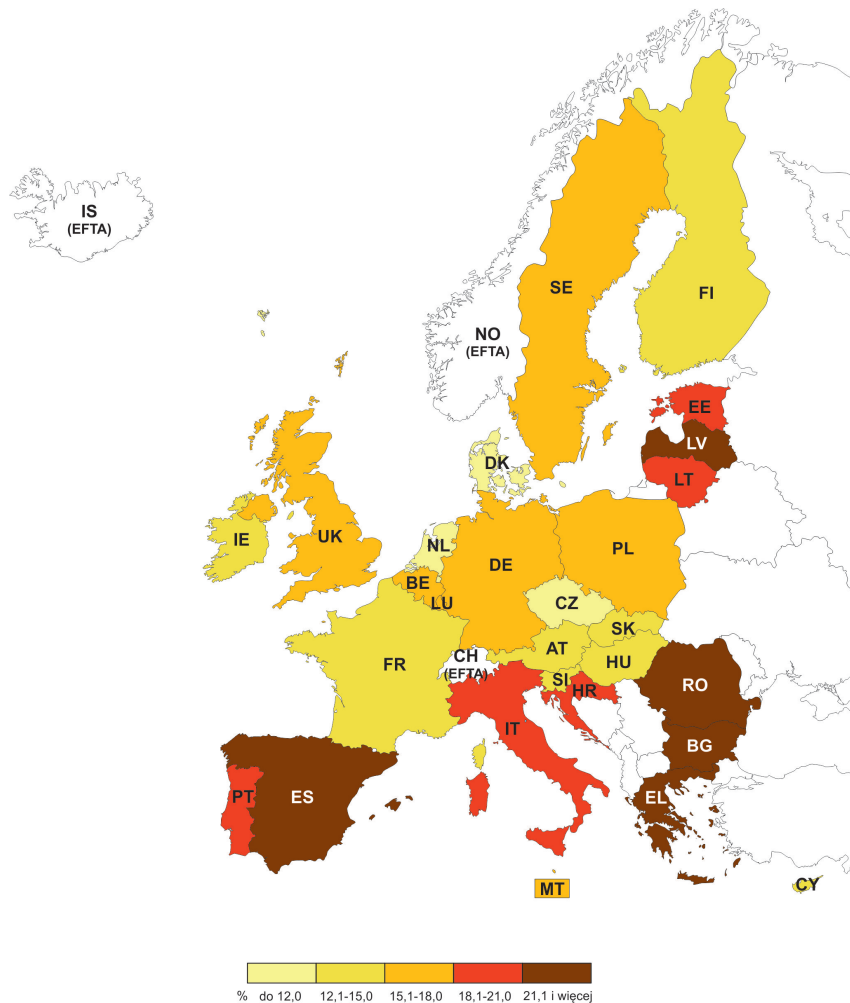 IS
(EFTA)
SE
FI
NO
(EFTA)
EE
LV
DK
LT
IE
UK
NL
PL
DE
BE
LU
CZ
SK
AT
HU
FR
CH
(EFTA)
SI
HR
RO
IT
BG
PT
ES
EL
MT
CY
% do 12,0 12,1-15,0 15,1-18,0 18,1-21,0 21,1 i więcej